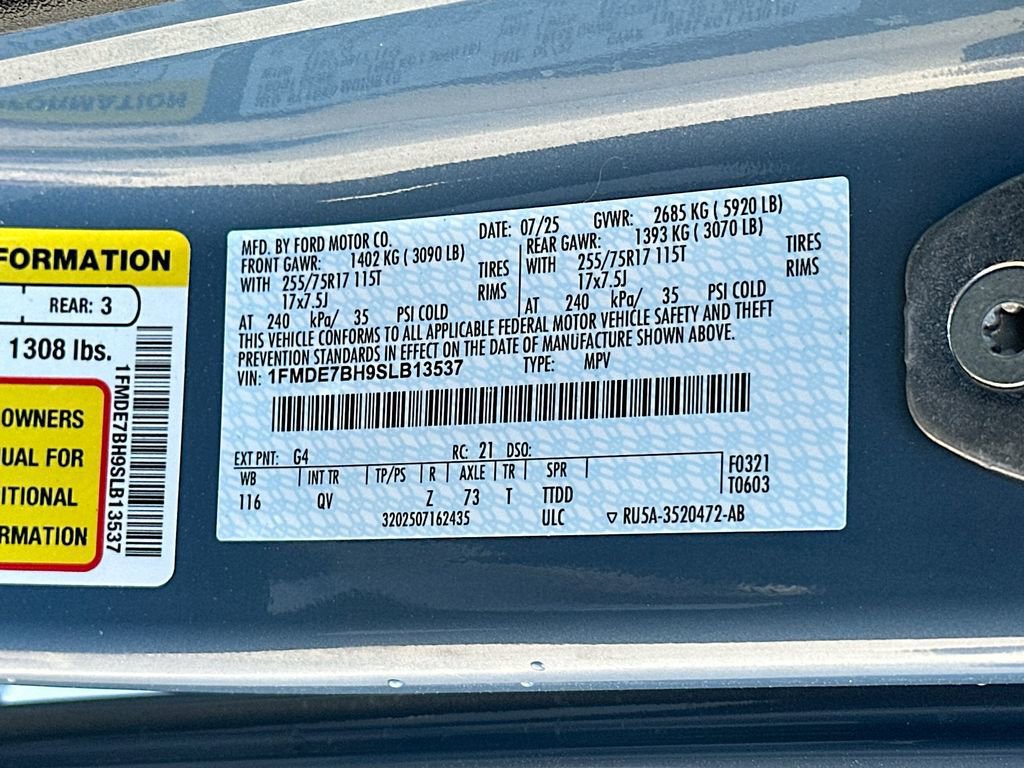 FORMATION
REAR: 3
1308 lbs.
OWNERS
UAL FOR
ITIONAL
RMATION
1FMDE7BH9SLB13537
MFD. BY FORD MOTOR CO. DATE: 07/25 GVWR: 2685 KG ( 5920 LB)
FRONT GAWR: 1402 KG ( 3090 LB) REAR GAWR: 1393 KG ( 3070 LB)
WITH 255/75R17 115T TIRES WITH 255/75R17 115T TIRES
17x7.5J RIMS 17x7.5J RIMS
AT 240 kPa/ 35 PSI COLD AT 240 kPa/ 35 PSI COLD
THIS VEHICLE CONFORMS TO ALL APPLICABLE FEDERAL MOTOR VEHICLE SAFETY AND THEFT
PREVENTION STANDARDS IN EFFECT ON THE DATE OF MANUFACTURE SHOWN ABOVE.
VIN: 1FMDE7BH9SLB13537 TYPE: MPV
EXT PNT: G4 RC: 21 DSO:
WB INT TR TP/PS R AXLE TR SPR F0321
116 QV Z 73 T TTDD T0603
3202507162435 ULC ▽ RU5A-3520472-AB